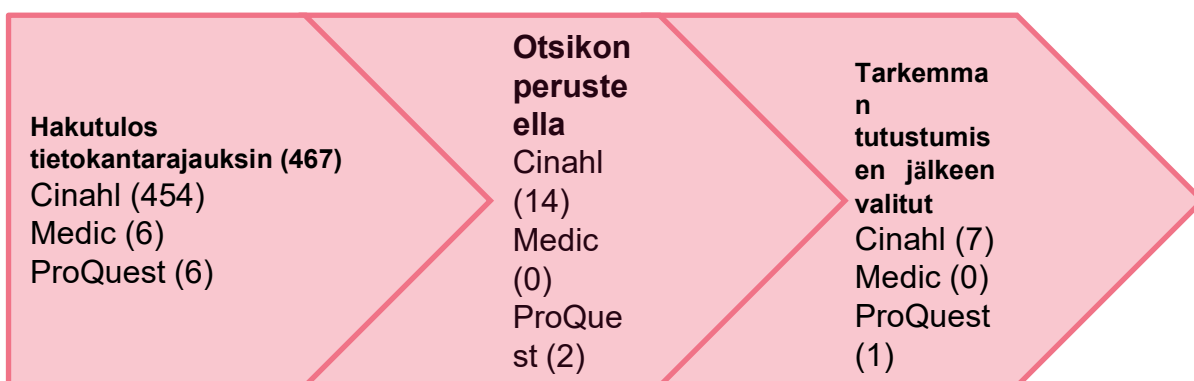 Hakutulos
tietokantarajauksin (467)
Cinahl (454)
Medic (6)
ProQuest (6)
Otsikon
peruste
ella
Cinahl
(14)
Medic
(0)
ProQue
st (2)
Tarkemma
n
tutustumis
en jälkeen
valitut
Cinahl (7)
Medic (0)
ProQuest
(1)